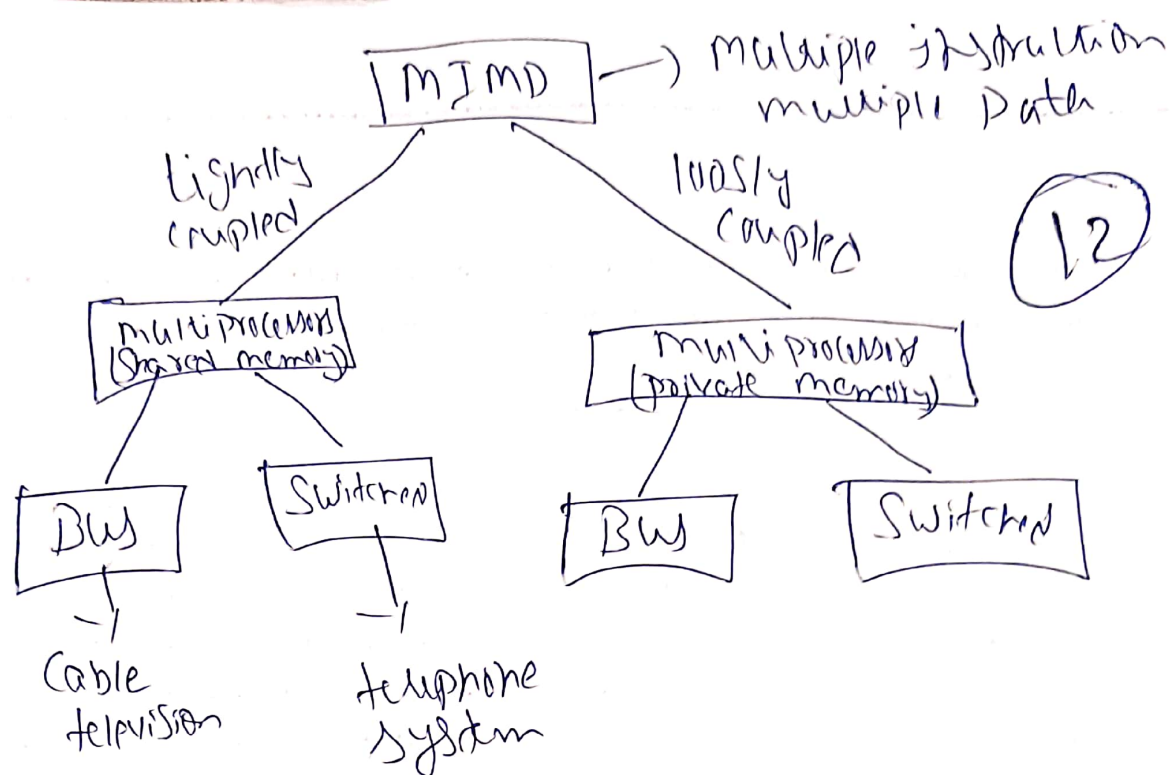 MIMD
Multiple instruction
multiple Data
tightly
coupled
loosly
coupled
12
multiprocessors
(Shared memory)
multiprocessors
(private memory)
Bus
Switched
Bus
Switched
Cable
television
telephone
system